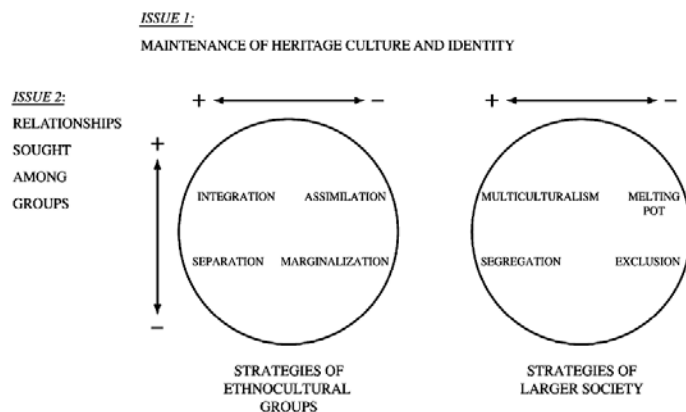 ISSUE 1:
MAINTENANCE OF HERITAGE CULTURE AND IDENTITY
ISSUE 2:
RELATIONSHIPS
SOUGHT
AMONG
GROUPS
+ −
+ −
+
−
INTEGRATION ASSIMILATION
SEPARATION MARGINALIZATION
MULTICULTURALISM MELTING
POT
SEGREGATION EXCLUSION
STRATEGIES OF
ETHNOCULTURAL
GROUPS
STRATEGIES OF
LARGER SOCIETY